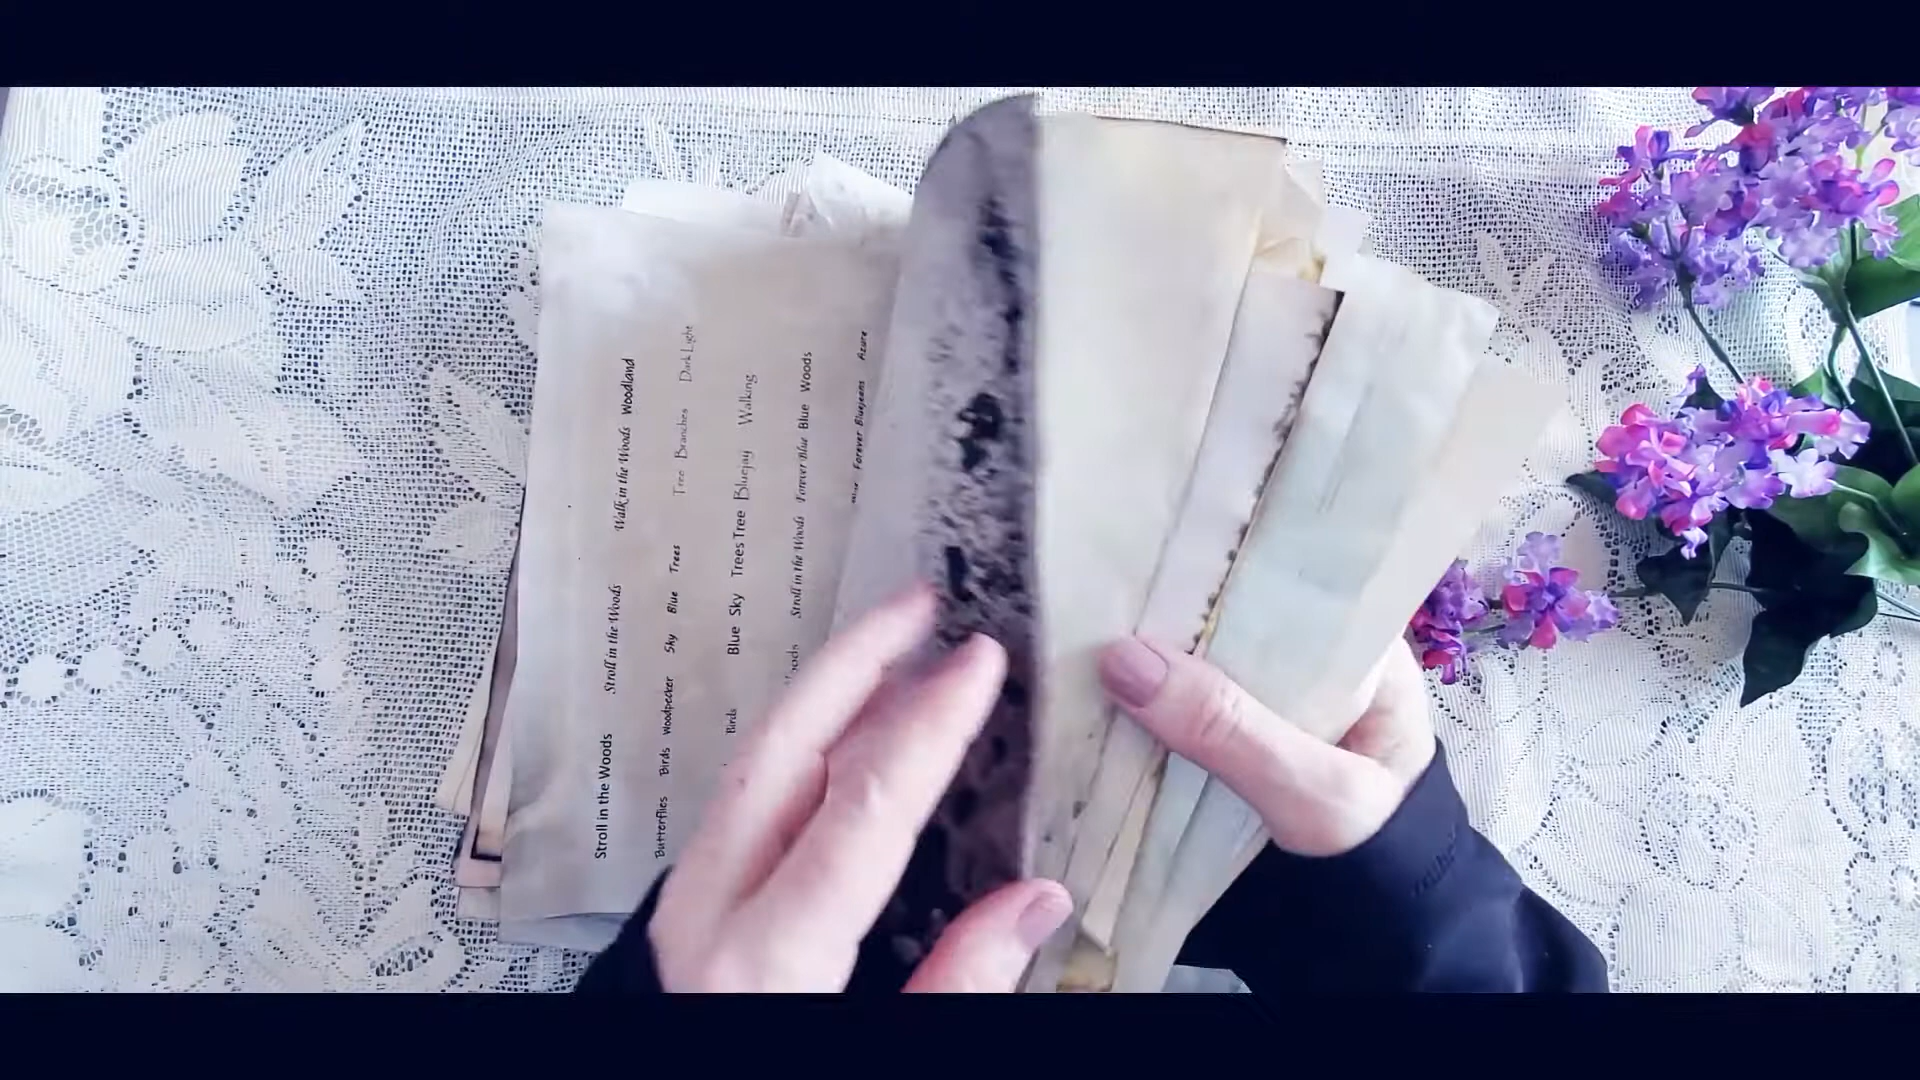 Stroll in the Woods Stroll in the Woods Walk in the Woods Woodland
Butterflies Birds Woodpecker Sky Blue Trees Tree Branches Dark Light
Birds Blue Sky Trees Tree Bluejay Walking
Stroll in the Woods Forever Blue Blue Woods
Forever Bluejeans Azure